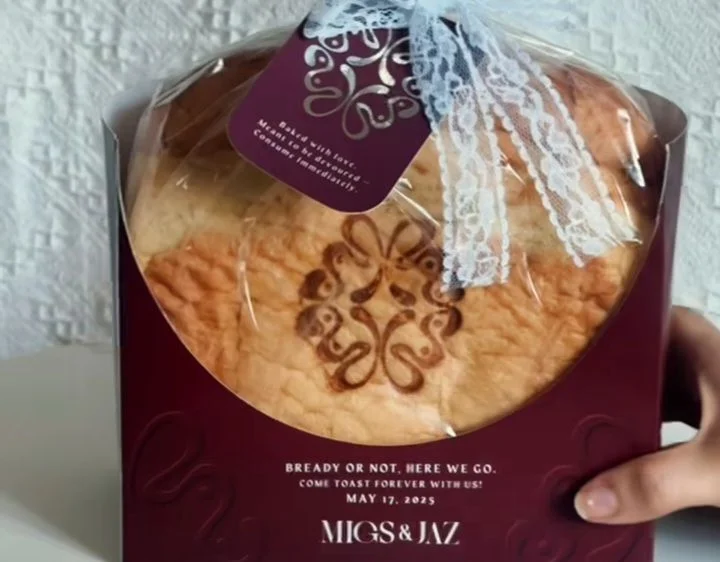 Baked with love.
Meant to be devoured –
Consume immediately.
BREADY OR NOT, HERE WE GO.
COME TOAST FOREVER WITH US!
MAY 17, 2025
MIGS & JAZ